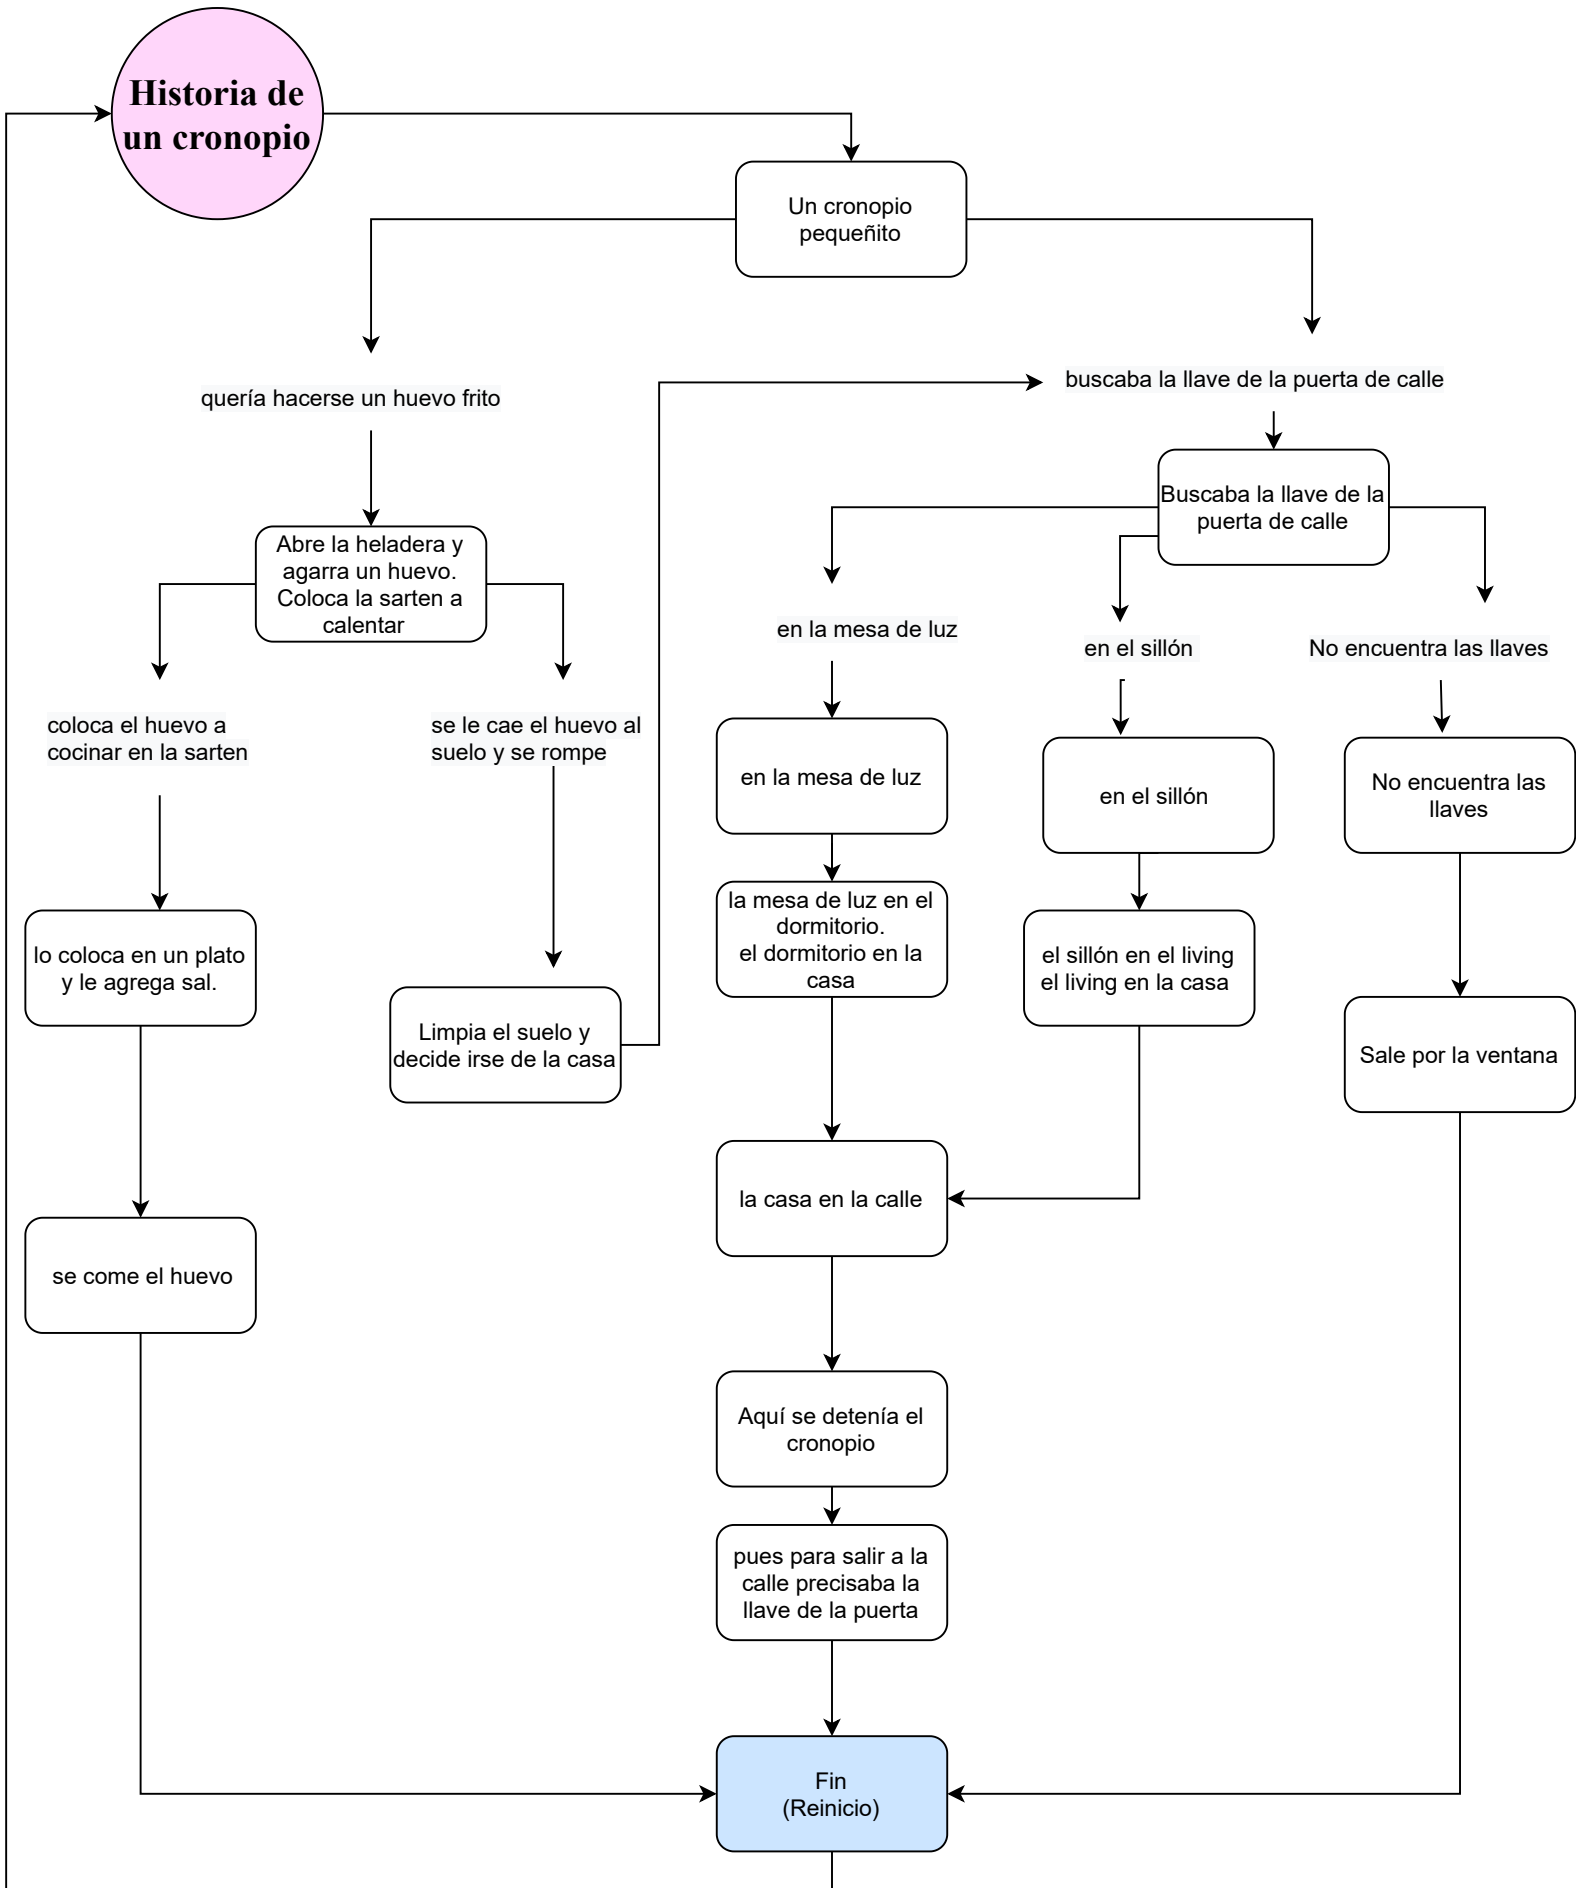 Historia de
un cronopio
Un cronopio
pequeñito
quería hacerse un huevo frito
buscaba la llave de la puerta de calle
Abre la heladera y
agarra un huevo.
Coloca la sarten a
calentar
Buscaba la llave de la
puerta de calle
en la mesa de luz
en el sillón
No encuentra las llaves
coloca el huevo a
cocinar en la sarten
se le cae el huevo al
suelo y se rompe
en la mesa de luz
en el sillón
No encuentra las
llaves
lo coloca en un plato
y le agrega sal.
Limpia el suelo y
decide irse de la casa
la mesa de luz en el
dormitorio.
el dormitorio en la
casa
el sillón en el living
el living en la casa
Sale por la ventana
la casa en la calle
se come el huevo
Aquí se detenía el
cronopio
pues para salir a la
calle precisaba la
llave de la puerta
Fin
(Reinicio)